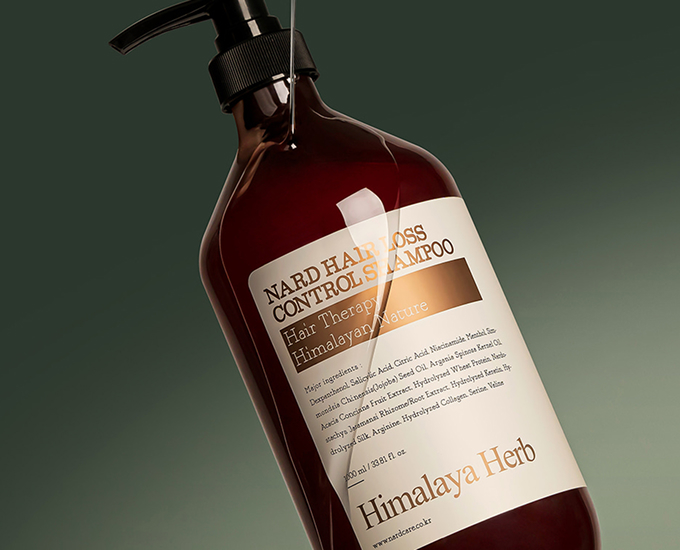 NARD HAIR LOSS
CONTROL SHAMPOO
Hair Therapy
Himalayan Nature
Major ingredients :
Dexpanthenol, Salicylic Acid, Citric Acid, Niacinamide, Menthol, Sim-
mondsia Chinensis(Jojoba) Seed Oil, Argania Spinosa Kernel Oil,
Acacia Concinna Fruit Extract, Hydrolyzed Wheat Protein, Nardo-
stachys Jatamansi Rhizome/Root Extract, Hydrolyzed Keratin, Hy-
drolyzed Silk, Arginine, Hydrolyzed Collagen, Serine, Valine
1000 ml / 33.81 fl. oz.
Himalaya Herb
www.nardcare.co.kr